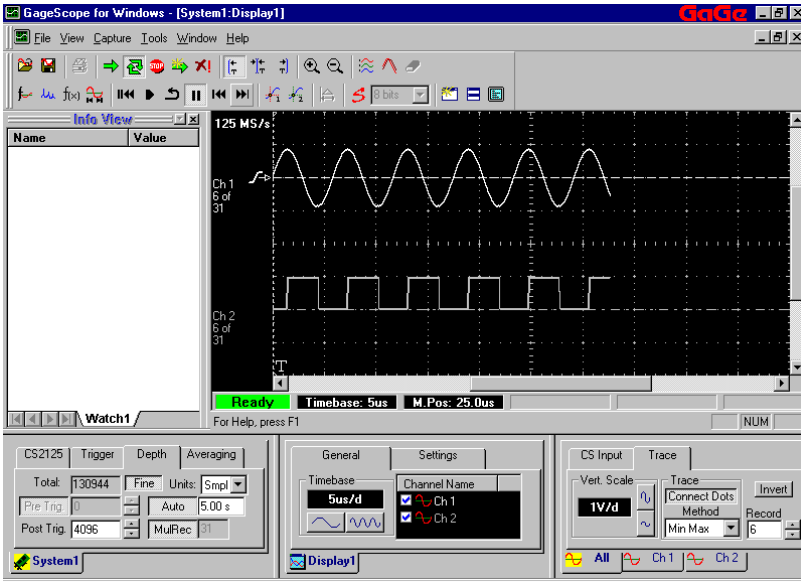 GageScope for Windows - [System1:Display1]
GaGe
File View Capture Tools Window Help
f(x)
1 2 S 8 bits
Info View
Name Value
125 MS/s
Ch 1
6 of
31
Ch 2
6 of
31
T
Ready Timebase: 5us M.Pos: 25.0us
Watch1
For Help, press F1
NUM
CS2125 Trigger Depth Averaging
Total: 130944 Fine Units: Smpl
Pre Trig. 0 Auto 5.00 s
Post Trig. 4096 MulRec 31
System1
General Settings
Timebase
5us/d
Channel Name
Ch 1
Ch 2
Display1
CS Input Trace
Vert. Scale
1V/d
Trace
Connect Dots
Method
Min Max
Invert
Record
6
All Ch 1 Ch 2